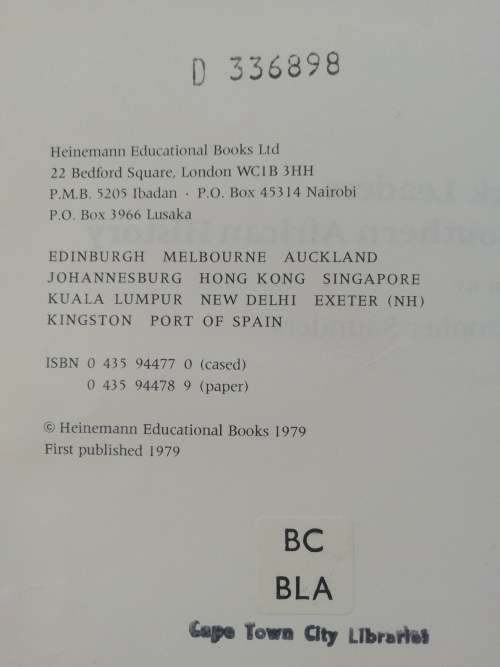 D 336898
Heinemann Educational Books Ltd
22 Bedford Square, London WC1B 3HH
P.M.B. 5205 Ibadan · P.O. Box 45314 Nairobi
P.O. Box 3966 Lusaka
EDINBURGH MELBOURNE AUCKLAND
JOHANNESBURG HONG KONG SINGAPORE
KUALA LUMPUR NEW DELHI EXETER (NH)
KINGSTON PORT OF SPAIN
ISBN 0 435 94477 0 (cased)
0 435 94478 9 (paper)
© Heinemann Educational Books 1979
First published 1979
BC
BLA
Cape Town City Libraries